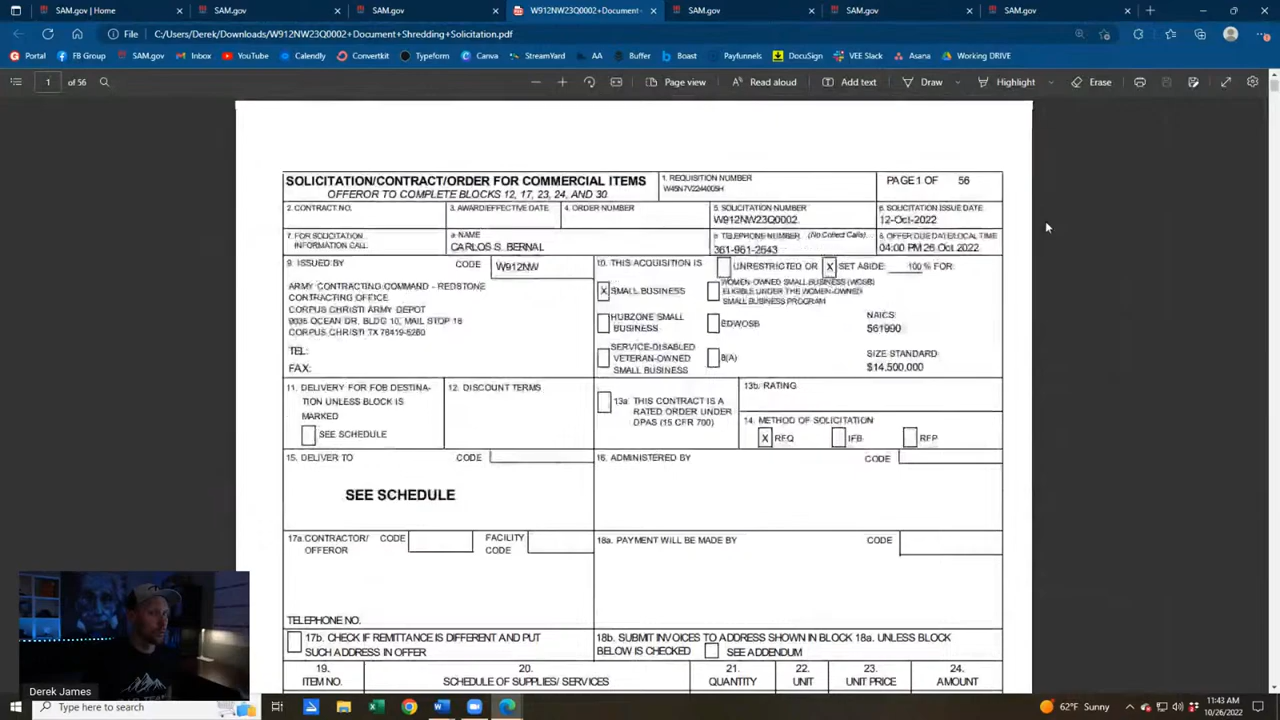 SAM.gov | Home
SAM.gov
SAM.gov
W912NW23Q0002+Document+
SAM.gov
SAM.gov
SAM.gov
File C:/Users/Derek/Downloads/W912NW23Q0002+Document+Shredding+Solicitation.pdf
Portal FB Group SAM.gov Inbox YouTube Calendly Convertkit Typeform Canva StreamYard AAA Buffer Boast Payfunnels DocuSign VEE Slack Asana Working DRIVE
1 of 56 Page view Read aloud Add text Draw Highlight Erase
SOLICITATION/CONTRACT/ORDER FOR COMMERCIAL ITEMS
OFFEROR TO COMPLETE BLOCKS 12, 17, 23, 24, AND 30
1. REQUISITION NUMBER
PAGE 1 OF 56
2. CONTRACT NO.
3. AWARD/EFFECTIVE DATE
4. ORDER NUMBER
5. SOLICITATION NUMBER
W912NW23Q0002
6. SOLICITATION ISSUE DATE
12-Oct-2022
7. FOR SOLICITATION
INFORMATION CALL:
a. NAME
CARLOS S. BERNAL
b. TELEPHONE NUMBER (No Collect Calls)
361-961-2643
8. OFFER DUE DATE/LOCAL TIME
04:00 PM 26 Oct 2022
9. ISSUED BY CODE W912NW
ARMY CONTRACTING COMMAND - REDSTONE
CONTRACTING OFFICE
CORPUS CHRISTI ARMY DEPOT
9035 OCEAN DR. BLDG 10, MAIL STOP 16
CORPUS CHRISTI TX 78419-5260
TEL:
FAX:
10. THIS ACQUISITION IS UNRESTRICTED OR X SET ASIDE: 100 % FOR:
X SMALL BUSINESS
WOMEN-OWNED SMALL BUSINESS (WOSB)
ELIGIBLE UNDER THE WOMEN-OWNED
SMALL BUSINESS PROGRAM
HUBZONE SMALL
BUSINESS
EDWOSB
NAICS:
561990
SERVICE-DISABLED
VETERAN-OWNED
SMALL BUSINESS
8(A)
SIZE STANDARD:
$14,500,000
11. DELIVERY FOR FOB DESTINA-
TION UNLESS BLOCK IS
MARKED
SEE SCHEDULE
12. DISCOUNT TERMS
13a. THIS CONTRACT IS A
RATED ORDER UNDER
DPAS (15 CFR 700)
13b. RATING
14. METHOD OF SOLICITATION
X RFQ IFB RFP
15. DELIVER TO CODE
SEE SCHEDULE
16. ADMINISTERED BY CODE
17a. CONTRACTOR/
OFFEROR
CODE
FACILITY
CODE
TELEPHONE NO.
18a. PAYMENT WILL BE MADE BY CODE
17b. CHECK IF REMITTANCE IS DIFFERENT AND PUT
SUCH ADDRESS IN OFFER
18b. SUBMIT INVOICES TO ADDRESS SHOWN IN BLOCK 18a. UNLESS BLOCK
BELOW IS CHECKED SEE ADDENDUM
19.
ITEM NO.
20.
SCHEDULE OF SUPPLIES/ SERVICES
21.
QUANTITY
22.
UNIT
23.
UNIT PRICE
24.
AMOUNT
Derek James
Type here to search
62°F Sunny
11:43 AM
10/26/2022